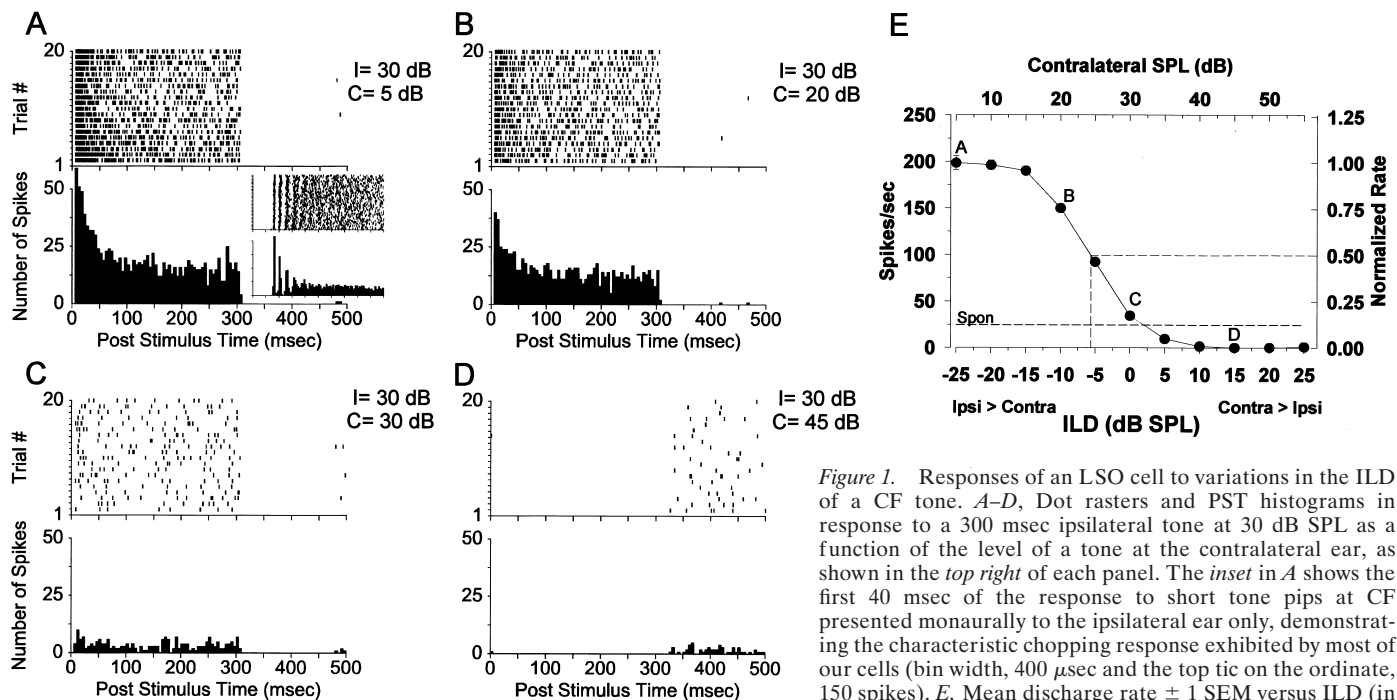 A
20
Trial #
1
I= 30 dB
C= 5 dB
50
25
0
Number of Spikes
0 100 200 300 400 500
Post Stimulus Time (msec)
B
20
1
I= 30 dB
C= 20 dB
50
25
0
0 100 200 300 400 500
Post Stimulus Time (msec)
C
20
Trial #
1
I= 30 dB
C= 30 dB
50
25
0
Number of Spikes
0 100 200 300 400 500
Post Stimulus Time (msec)
D
20
1
I= 30 dB
C= 45 dB
50
25
0
0 100 200 300 400 500
Post Stimulus Time (msec)
E
Contralateral SPL (dB)
10 20 30 40 50
250
200
150
100
50
0
Spikes/sec
1.25
1.00
0.75
0.50
0.25
0.00
Normalized Rate
A
B
C
D
Spon
-25 -20 -15 -10 -5 0 5 10 15 20 25
Ipsi > Contra
Contra > Ipsi
ILD (dB SPL)
Figure 1. Responses of an LSO cell to variations in the ILD
of a CF tone. A–D, Dot rasters and PST histograms in
response to a 300 msec ipsilateral tone at 30 dB SPL as a
function of the level of a tone at the contralateral ear, as
shown in the top right of each panel. The inset in A shows the
first 40 msec of the response to short tone pips at CF
presented monaurally to the ipsilateral ear only, demonstrat-
ing the characteristic chopping response exhibited by most of
our cells (bin width, 400 μsec and the top tic on the ordinate,
150 spikes). E, Mean discharge rate ± 1 SEM versus ILD (in